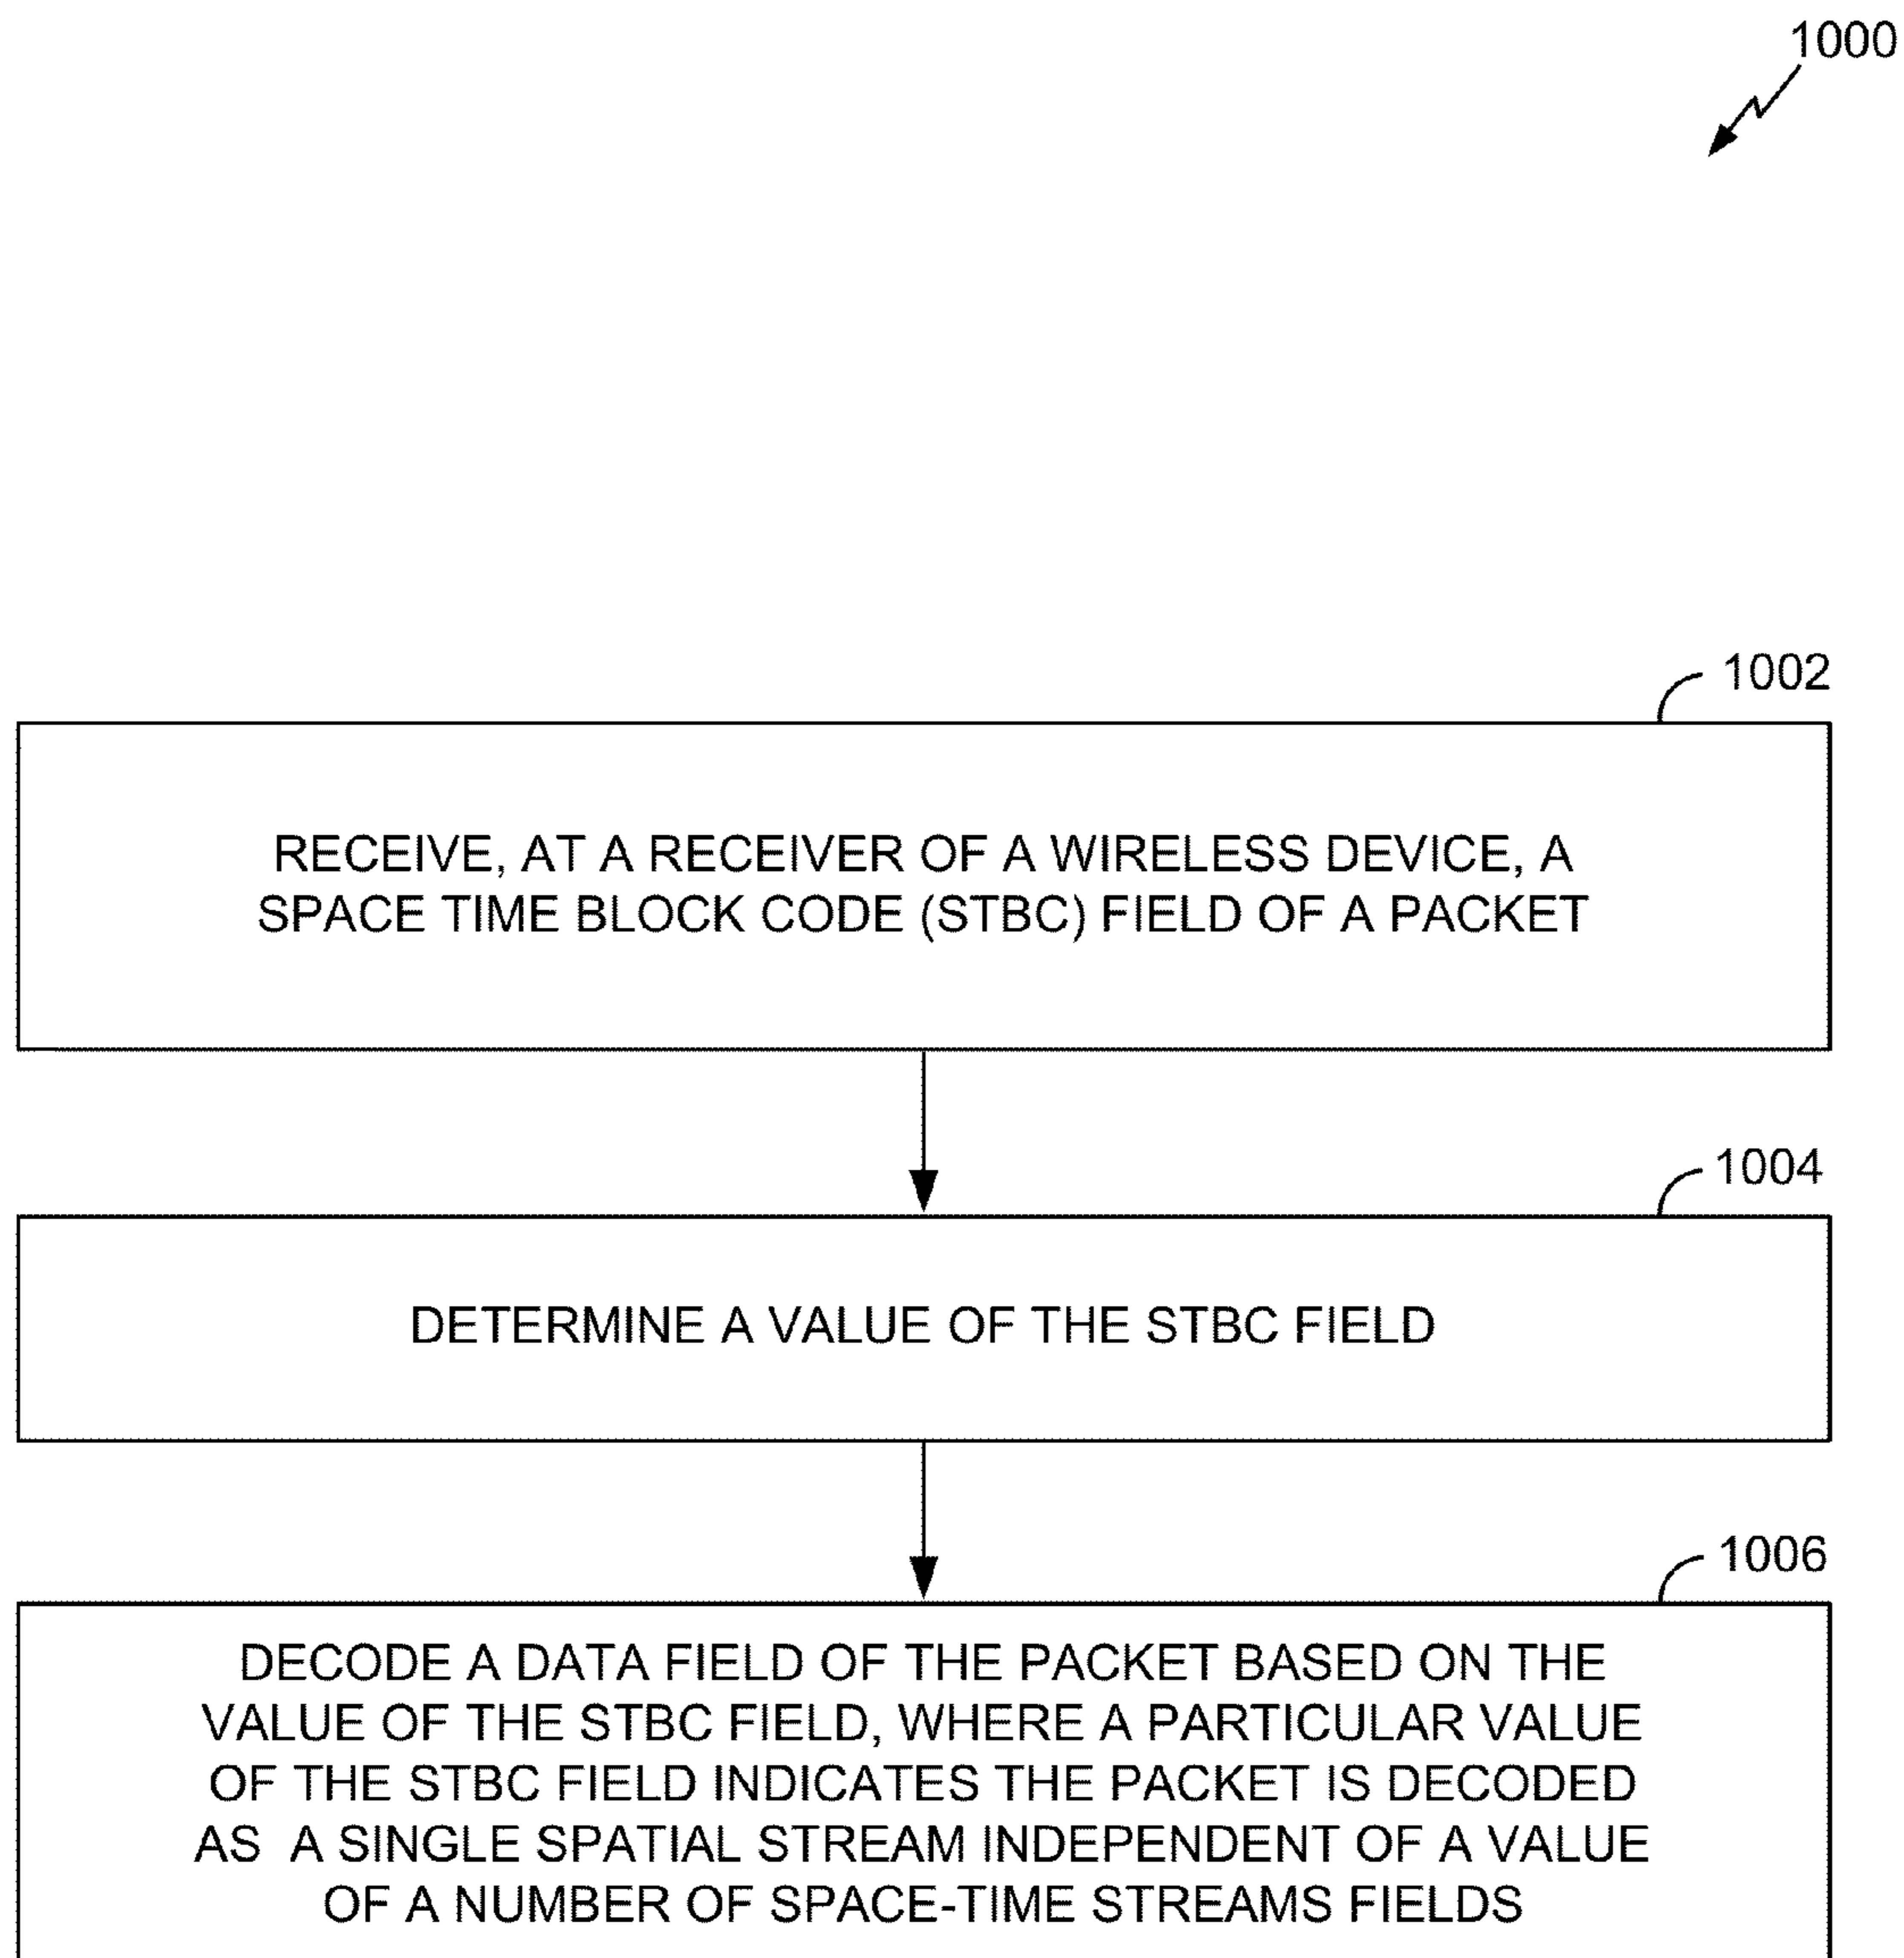 1000
1002
RECEIVE, AT A RECEIVER OF A WIRELESS DEVICE, A
SPACE TIME BLOCK CODE (STBC) FIELD OF A PACKET
1004
DETERMINE A VALUE OF THE STBC FIELD
1006
DECODE A DATA FIELD OF THE PACKET BASED ON THE
VALUE OF THE STBC FIELD, WHERE A PARTICULAR VALUE
OF THE STBC FIELD INDICATES THE PACKET IS DECODED
AS A SINGLE SPATIAL STREAM INDEPENDENT OF A VALUE
OF A NUMBER OF SPACE-TIME STREAMS FIELDS